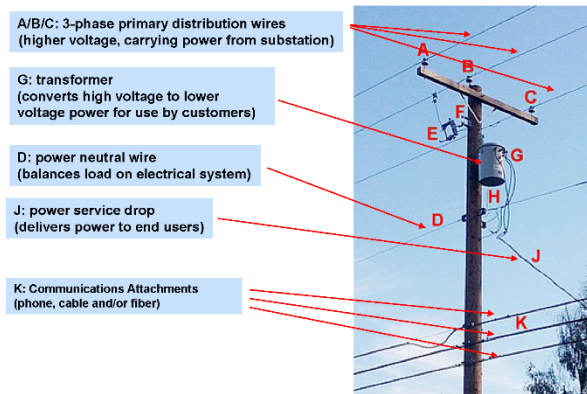 A/B/C: 3-phase primary distribution wires
(higher voltage, carrying power from substation)
G: transformer
(converts high voltage to lower
voltage power for use by customers)
D: power neutral wire
(balances load on electrical system)
J: power service drop
(delivers power to end users)
K: Communications Attachments
(phone, cable and/or fiber)
A
B
C
F
E
G
H
D
J
K